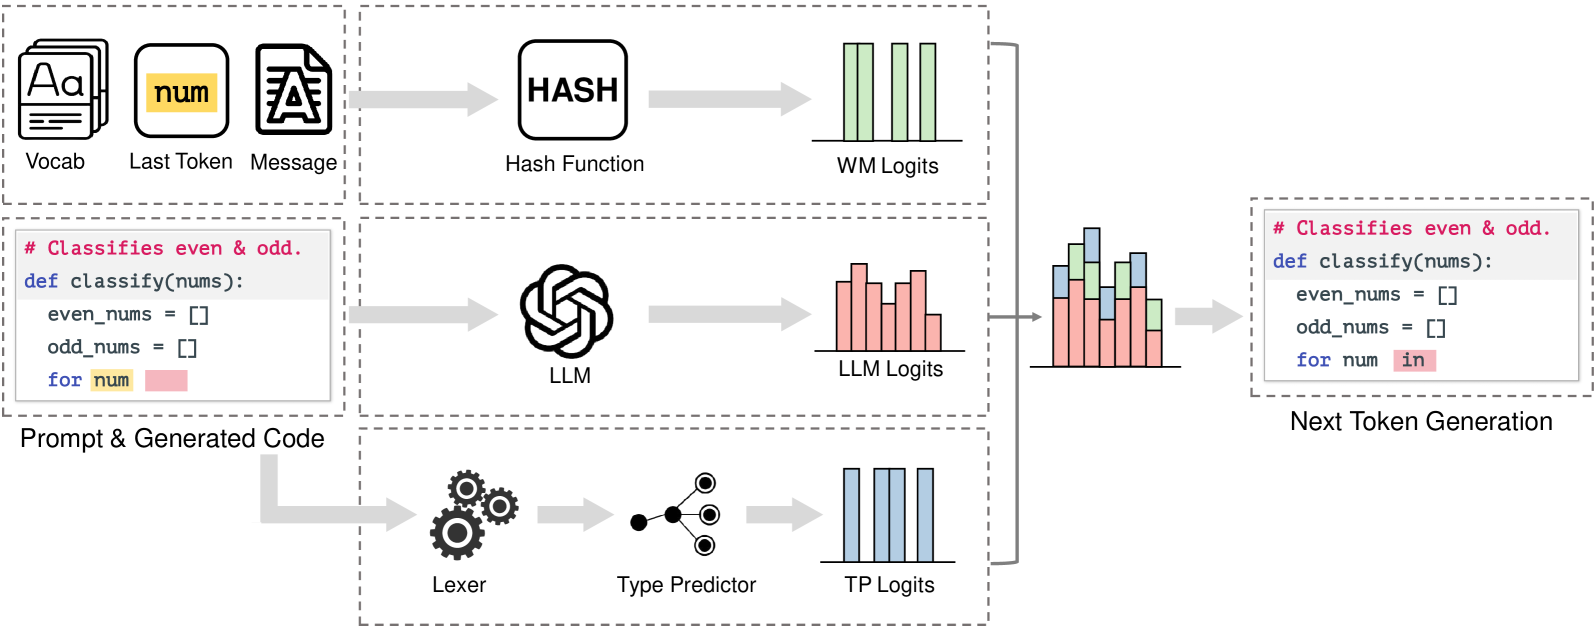 Aa
num
Vocab
Last Token
Message
HASH
Hash Function
WM Logits
# Classifies even & odd.
def classify(nums):
even_nums = []
odd_nums = []
for num
Prompt & Generated Code
LLM
LLM Logits
Lexer
Type Predictor
TP Logits
# Classifies even & odd.
def classify(nums):
even_nums = []
odd_nums = []
for num in
Next Token Generation